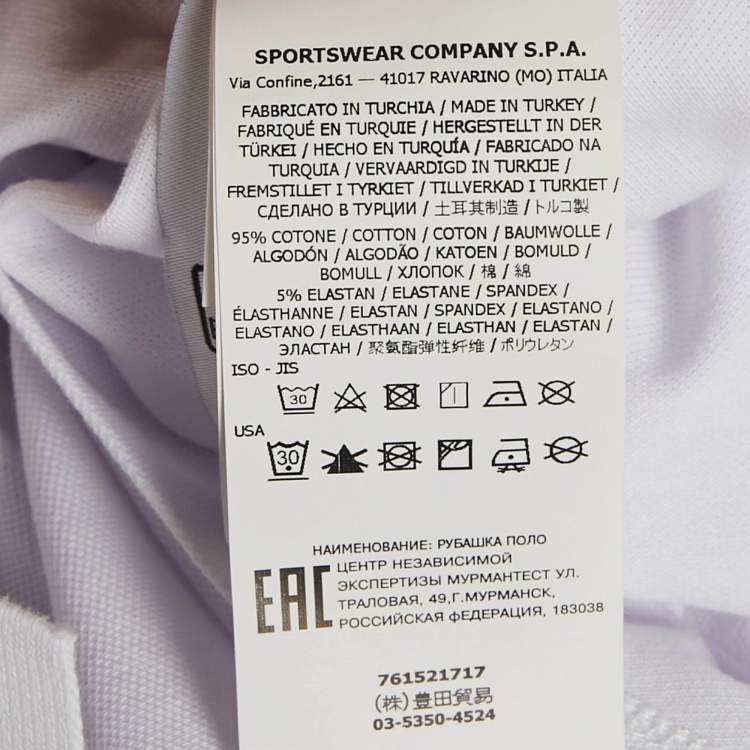 SPORTSWEAR COMPANY S.P.A.
Via Confine,2161 — 41017 RAVARINO (MO) ITALIA
FABBRICATO IN TURCHIA / MADE IN TURKEY /
FABRIQUÉ EN TURQUIE / HERGESTELLT IN DER
TÜRKEI / HECHO EN TURQUÍA / FABRICADO NA
TURQUIA / VERVAARDIGD IN TURKIJE /
FREMSTILLET I TYRKIET / TILLVERKAD I TURKIET /
СДЕЛАНО В ТУРЦИИ / 土耳其制造 / トルコ製
95% COTONE / COTTON / COTON / BAUMWOLLE /
ALGODÓN / ALGODÃO / KATOEN / BOMULD /
BOMULL / ХЛОПОК / 棉 / 綿
5% ELASTAN / ELASTANE / SPANDEX /
ÉLASTHANNE / ELASTAN / SPANDEX / ELASTANO /
ELASTANO / ELASTHAAN / ELASTHAN / ELASTAN /
ЭЛАСТАН / 聚氨酯弹性纤维 / ポリウレタン
ISO - JIS
30
USA
30
НАИМЕНОВАНИЕ: РУБАШКА ПОЛО
ЦЕНТР НЕЗАВИСИМОЙ
ЭКСПЕРТИЗЫ МУРМАНТЕСТ УЛ.
ТРАЛОВАЯ, 49,Г.МУРМАНСК,
РОССИЙСКАЯ ФЕДЕРАЦИЯ, 183038
EAC
761521717
(株) 豊田貿易
03-5350-4524